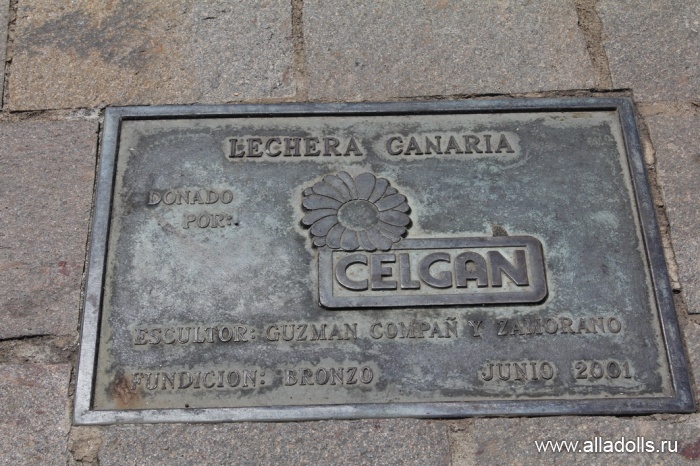 LECHERA CANARIA
DONADO
POR:
CELGAN
ESCULTOR: GUZMAN COMPAÑ Y ZAMORANO
FUNDICION: BRONZO
JUNIO 2001
www.alladolls.ru